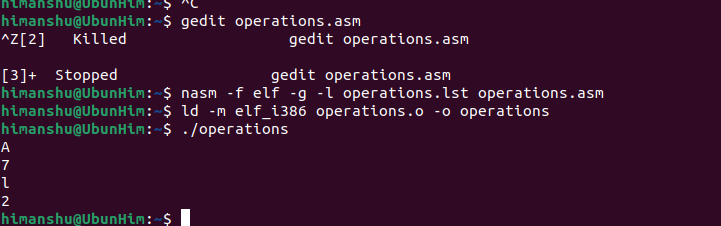 himanshu@UbunHim:~$ ^C
himanshu@UbunHim:~$ gedit operations.asm
^Z[2]   Killed                  gedit operations.asm
[3]+  Stopped                 gedit operations.asm
himanshu@UbunHim:~$ nasm -f elf -g -l operations.lst operations.asm
himanshu@UbunHim:~$ ld -m elf_i386 operations.o -o operations
himanshu@UbunHim:~$ ./operations
A
7
l
2
himanshu@UbunHim:~$